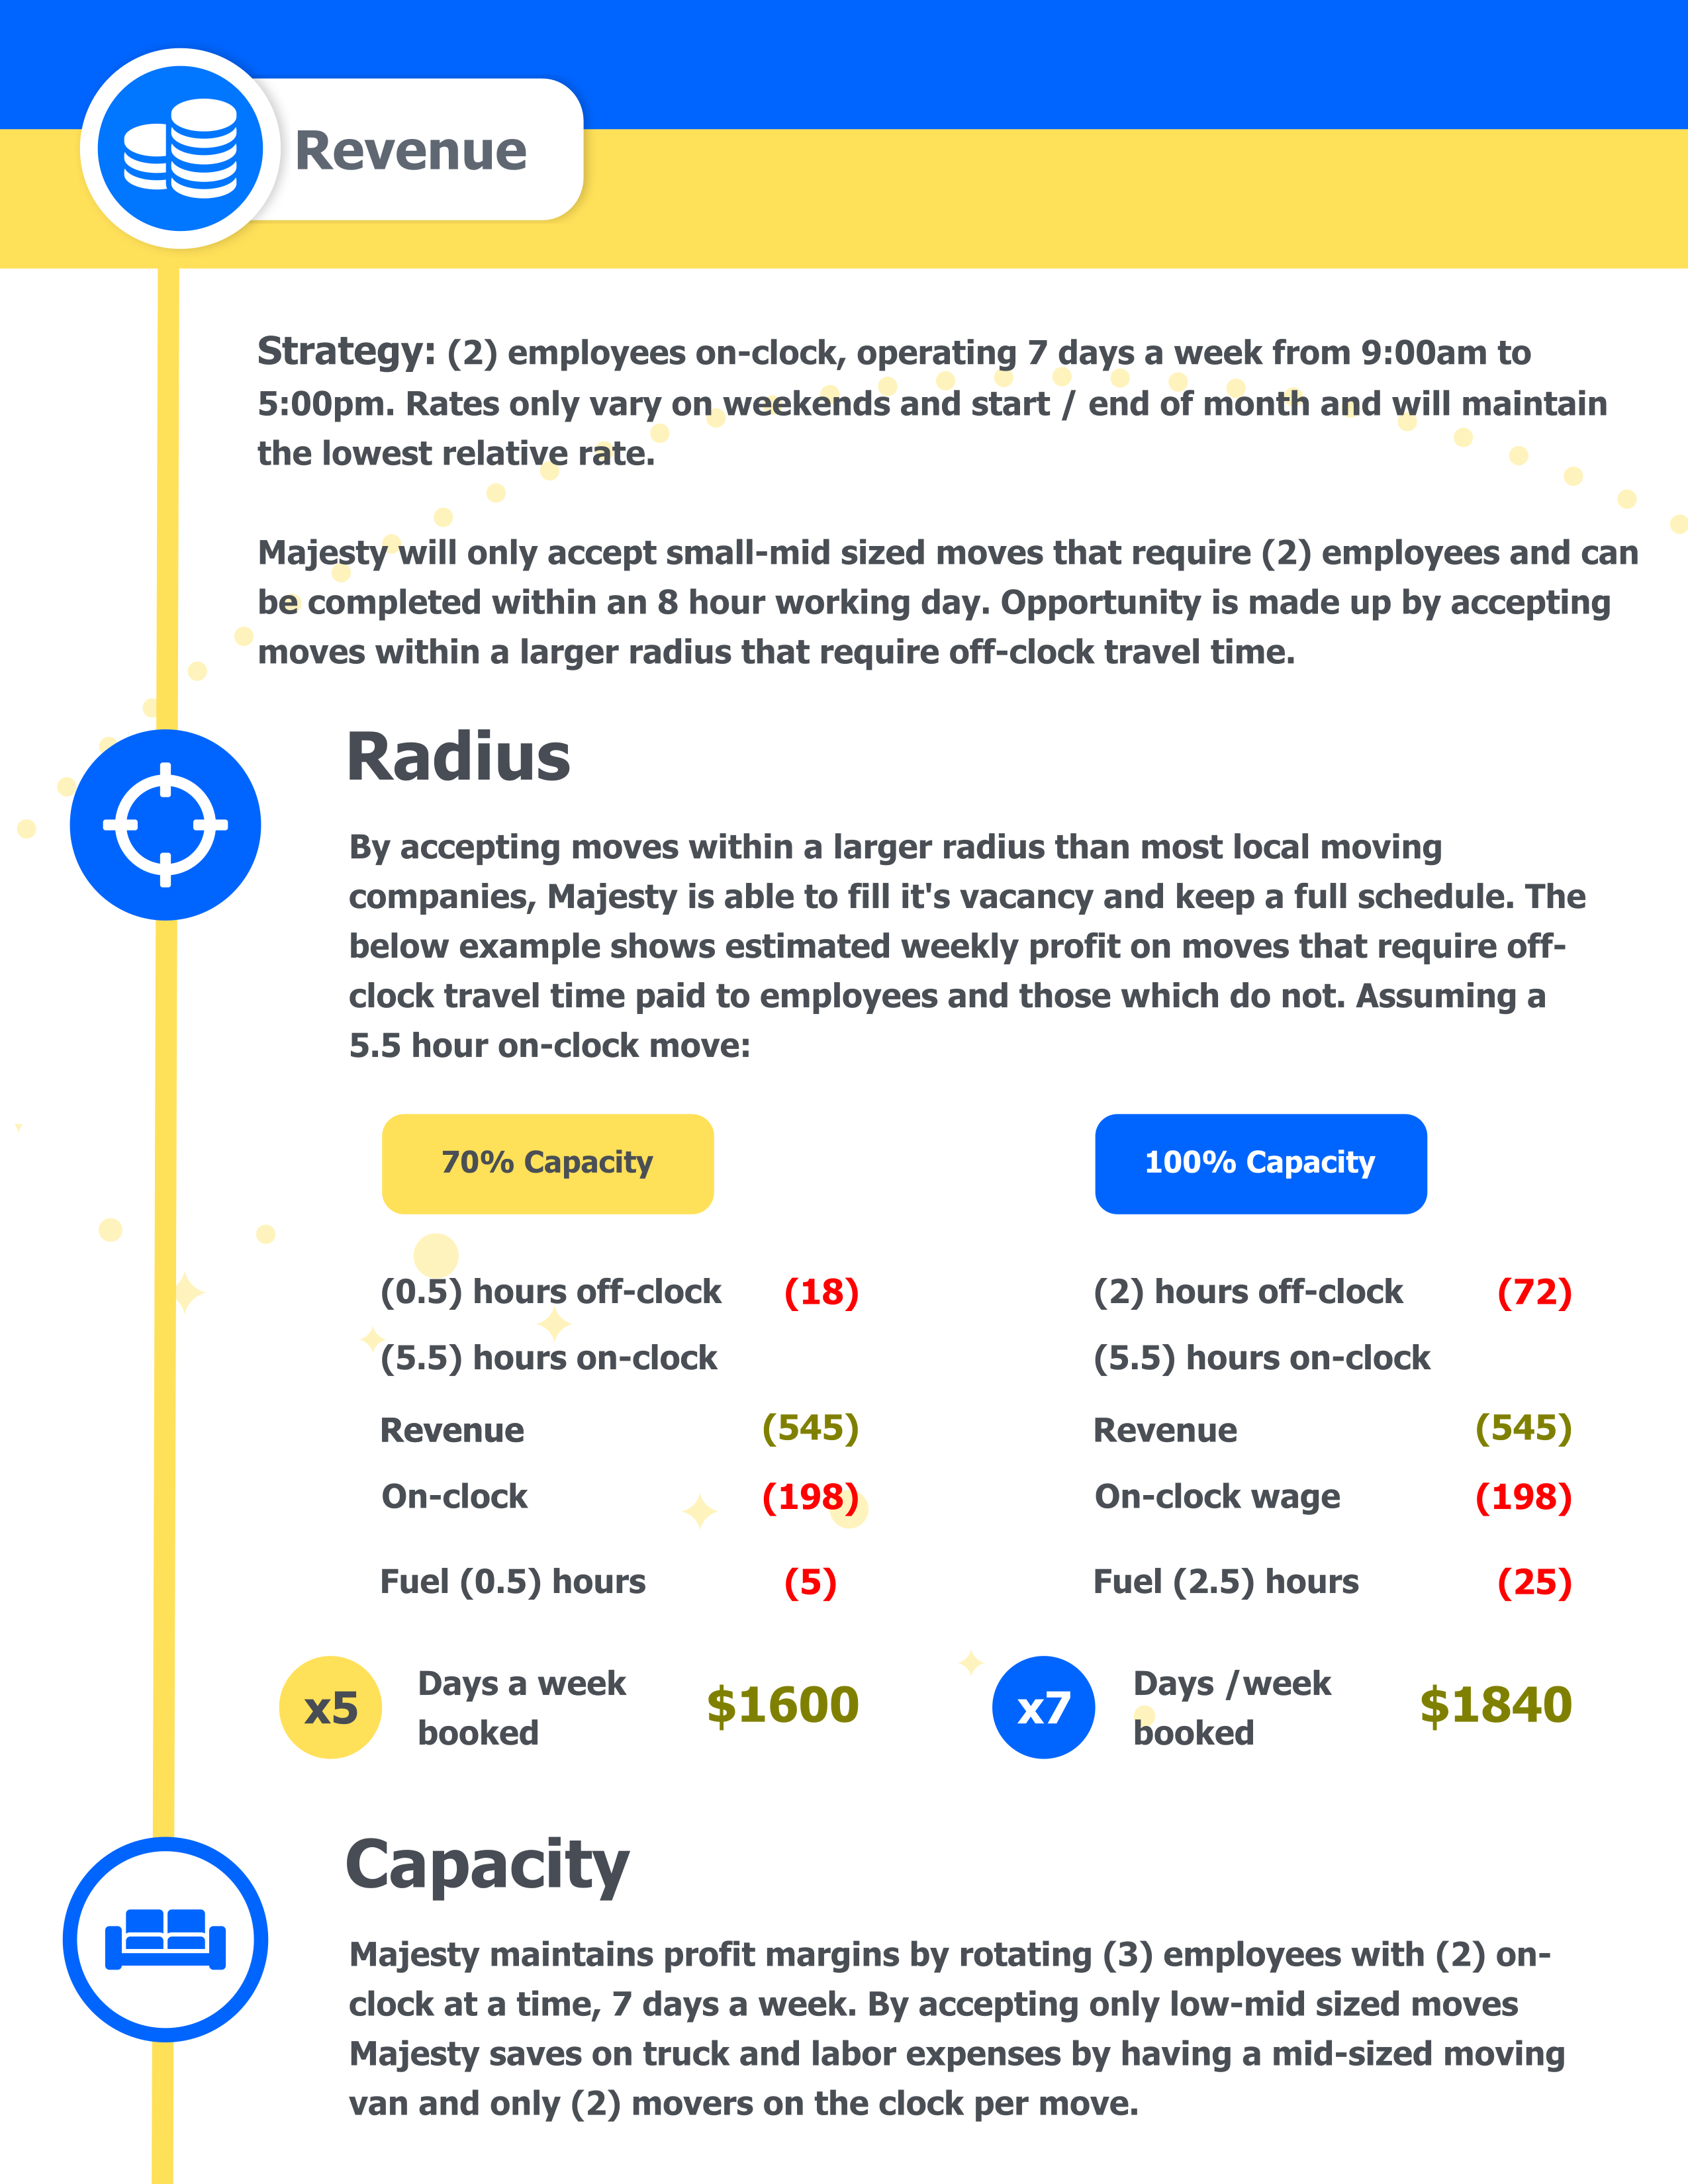 Revenue
Strategy: (2) employees on-clock, operating 7 days a week from 9:00am to
5:00pm. Rates only vary on weekends and start / end of month and will maintain
the lowest relative rate.
Majesty will only accept small-mid sized moves that require (2) employees and can
be completed within an 8 hour working day. Opportunity is made up by accepting
moves within a larger radius that require off-clock travel time.
Radius
By accepting moves within a larger radius than most local moving
companies, Majesty is able to fill it's vacancy and keep a full schedule. The
below example shows estimated weekly profit on moves that require off-
clock travel time paid to employees and those which do not. Assuming a
5.5 hour on-clock move:
70% Capacity
(0.5) hours off-clock (18)
(5.5) hours on-clock
Revenue (545)
On-clock (198)
Fuel (0.5) hours (5)
x5
Days a week
booked
$1600
100% Capacity
(2) hours off-clock (72)
(5.5) hours on-clock
Revenue (545)
On-clock wage (198)
Fuel (2.5) hours (25)
x7
Days /week
booked
$1840
Capacity
Majesty maintains profit margins by rotating (3) employees with (2) on-
clock at a time, 7 days a week. By accepting only low-mid sized moves
Majesty saves on truck and labor expenses by having a mid-sized moving
van and only (2) movers on the clock per move.